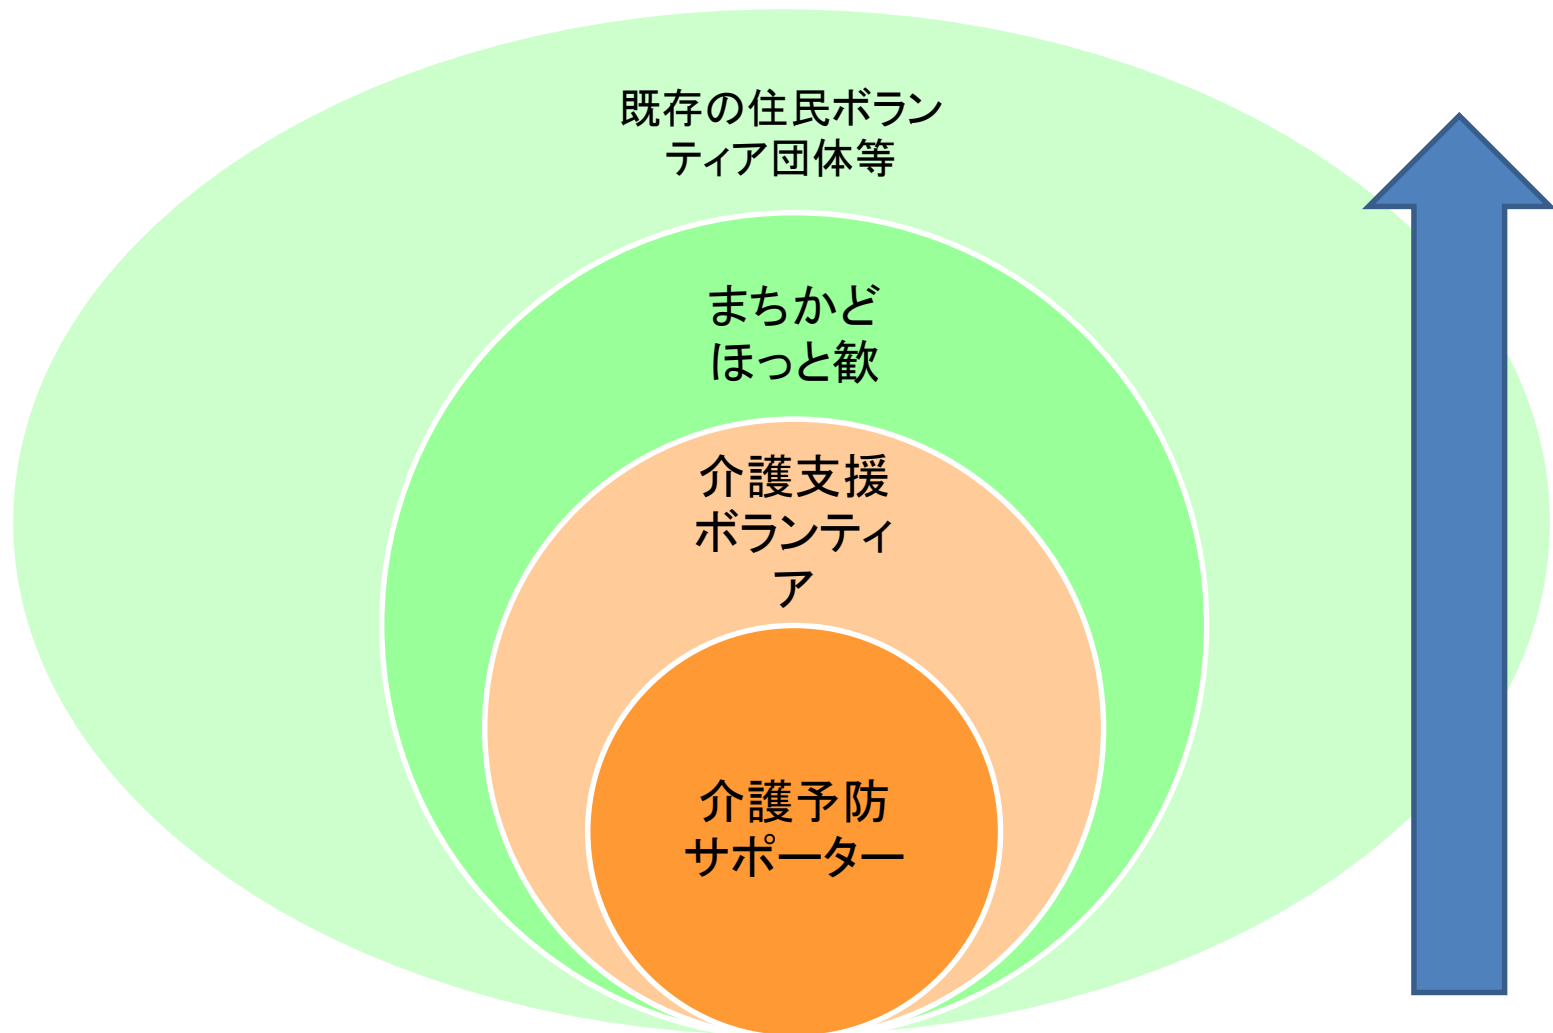 既存の住民ボラン
ティア団体等
まちかど
ほっと歓
介護支援
ボランティ
ア
介護予防
サポーター